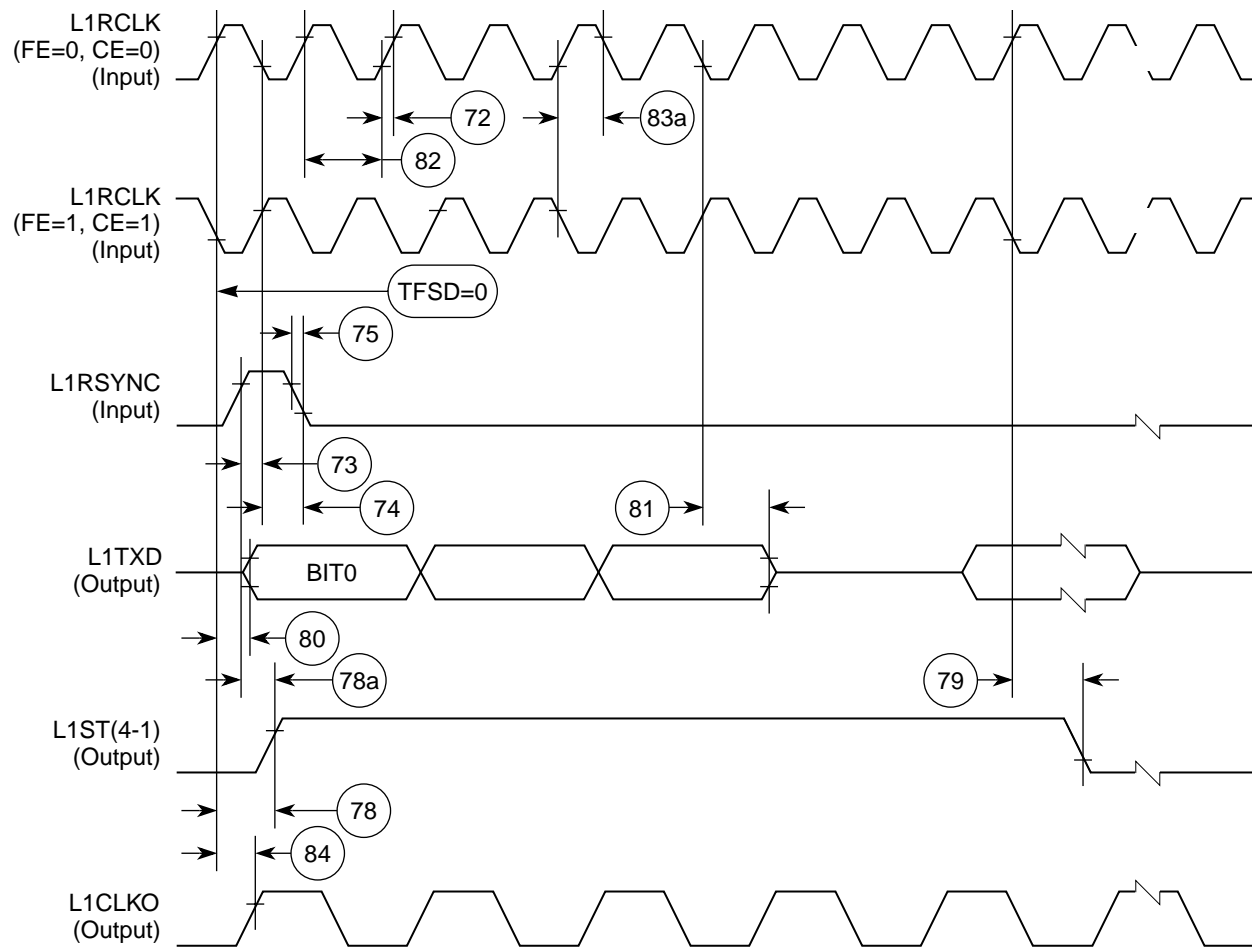 L1RCLK
(FE=0, CE=0)
(Input)
72
83a
82
L1RCLK
(FE=1, CE=1)
(Input)
TFSD=0
75
L1RSYNC
(Input)
73
74
81
L1TXD
(Output)
BIT0
80
78a
79
L1ST(4-1)
(Output)
78
84
L1CLKO
(Output)